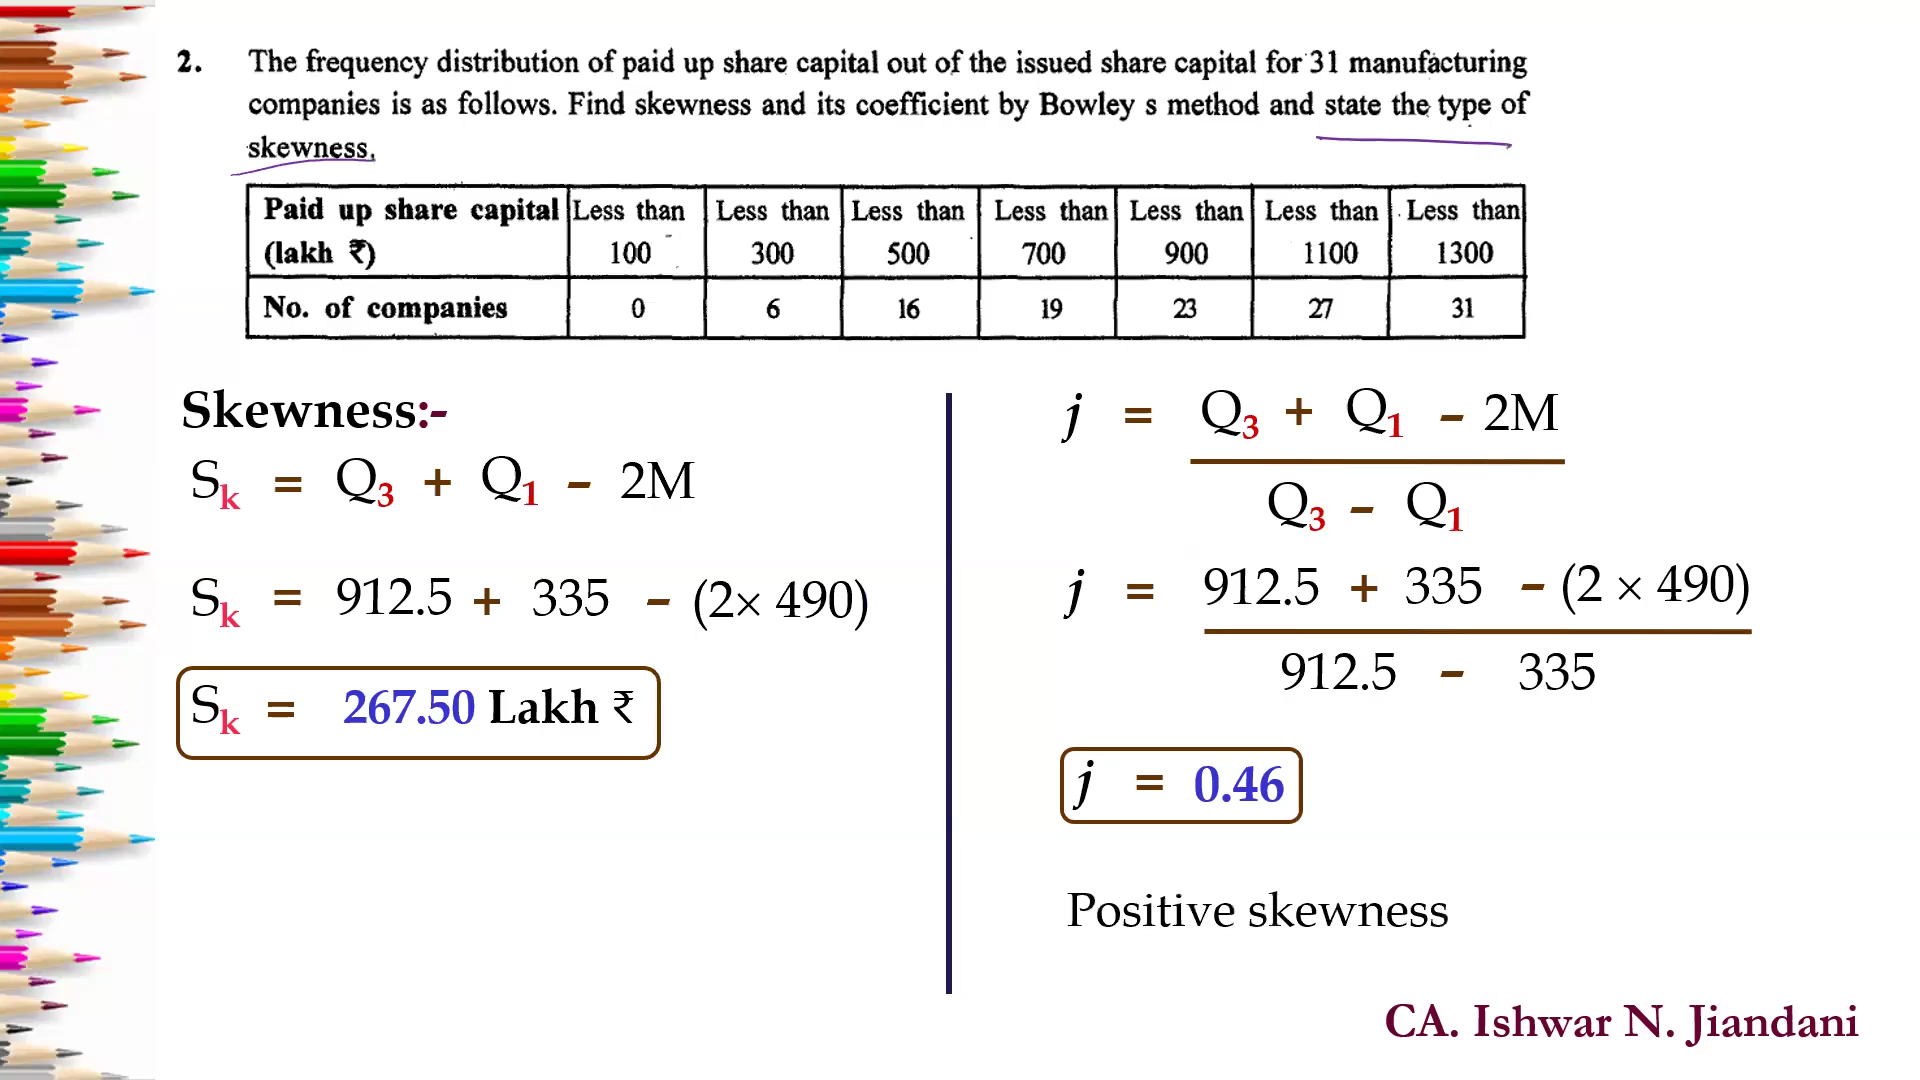 2. The frequency distribution of paid up share capital out of the issued share capital for 31 manufacturing
companies is as follows. Find skewness and its coefficient by Bowley s method and state the type of
skewness.
Paid up share capital (lakh ₹) Less than 100 Less than 300 Less than 500 Less than 700 Less than 900 Less than 1100 Less than 1300
No. of companies 0 6 16 19 23 27 31
Skewness:-
Sk = Q3 + Q1 - 2M
Sk = 912.5 + 335 - (2× 490)
Sk = 267.50 Lakh ₹
j = Q3 + Q1 - 2M
Q3 - Q1
j = 912.5 + 335 - (2 × 490)
912.5 - 335
j = 0.46
Positive skewness
CA. Ishwar N. Jiandani